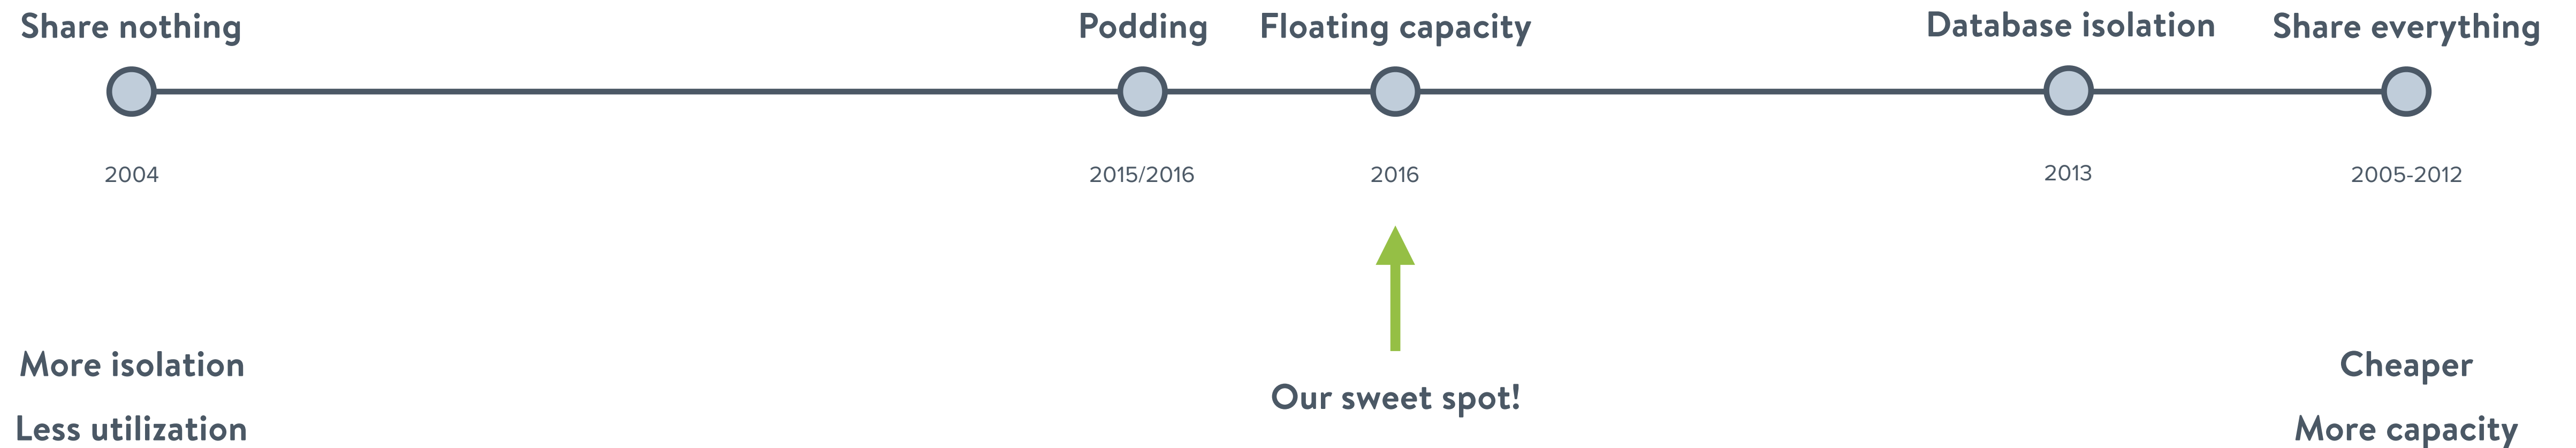 Share nothing
Podding
Floating capacity
Database isolation
Share everything
2004
2015/2016
2016
2013
2005-2012
More isolation
Cheaper
Our sweet spot!
Less utilization
More capacity